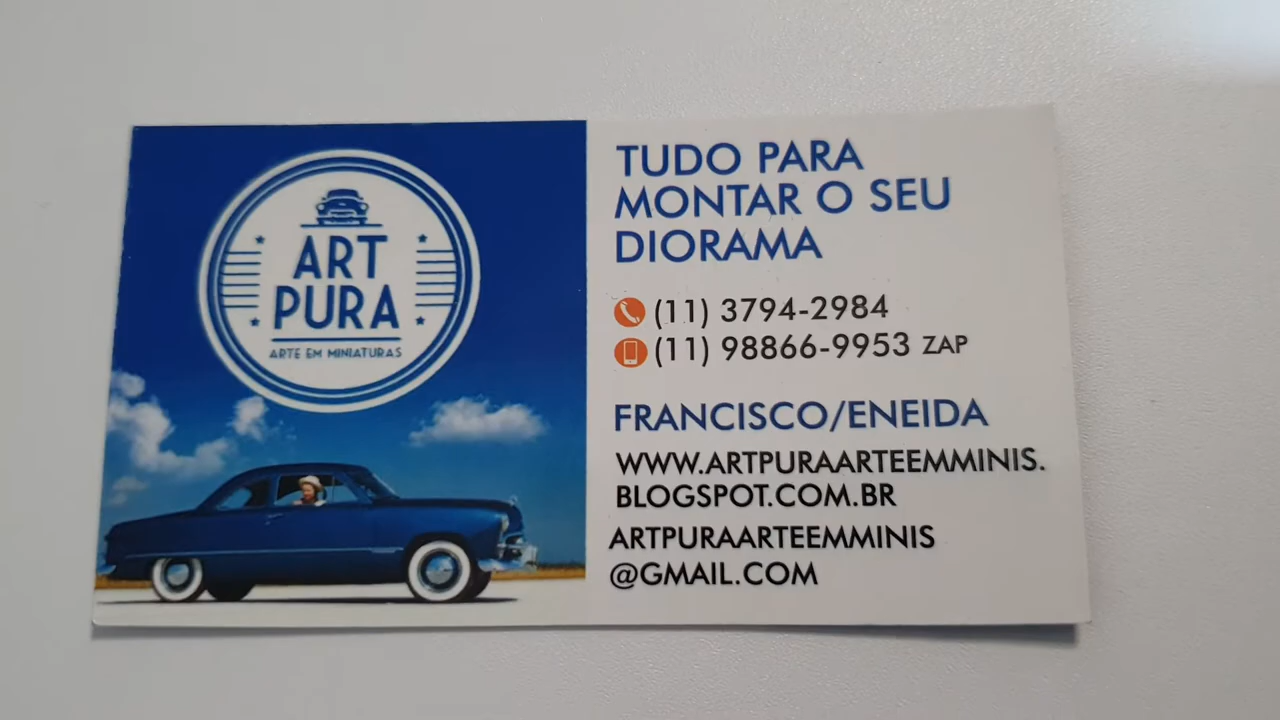 ART
PURA
ARTE EM MINIATURAS
TUDO PARA
MONTAR O SEU
DIORAMA
(11) 3794-2984
(11) 98866-9953 ZAP
FRANCISCO/ENEIDA
WWW.ARTPURAARTEEMMINIS.
BLOGSPOT.COM.BR
ARTPURAARTEEMMINIS
@GMAIL.COM